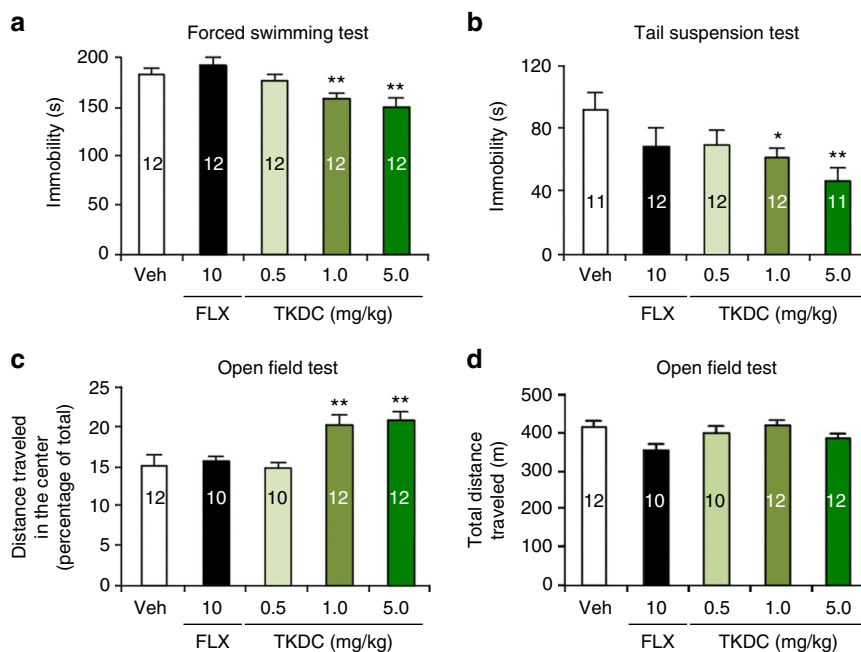 a
Forced swimming test
Immobility (s)
200
150
100
50
0
**
**
12
12
12
12
12
Veh
10
0.5
1.0
5.0
FLX
TKDC (mg/kg)
b
Tail suspension test
Immobility (s)
120
80
40
0
*
**
11
12
12
12
11
Veh
10
0.5
1.0
5.0
FLX
TKDC (mg/kg)
c
Open field test
Distance traveled
in the center
(percentage of total)
25
20
15
10
5
0
**
**
12
10
10
12
12
Veh
10
0.5
1.0
5.0
FLX
TKDC (mg/kg)
d
Open field test
Total distance
traveled (m)
500
400
300
200
100
0
12
10
10
12
12
Veh
10
0.5
1.0
5.0
FLX
TKDC (mg/kg)